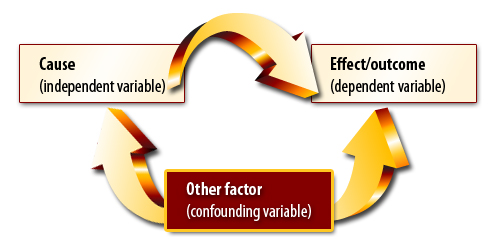 Cause
(independent variable)
Effect/outcome
(dependent variable)
Other factor
(confounding variable)